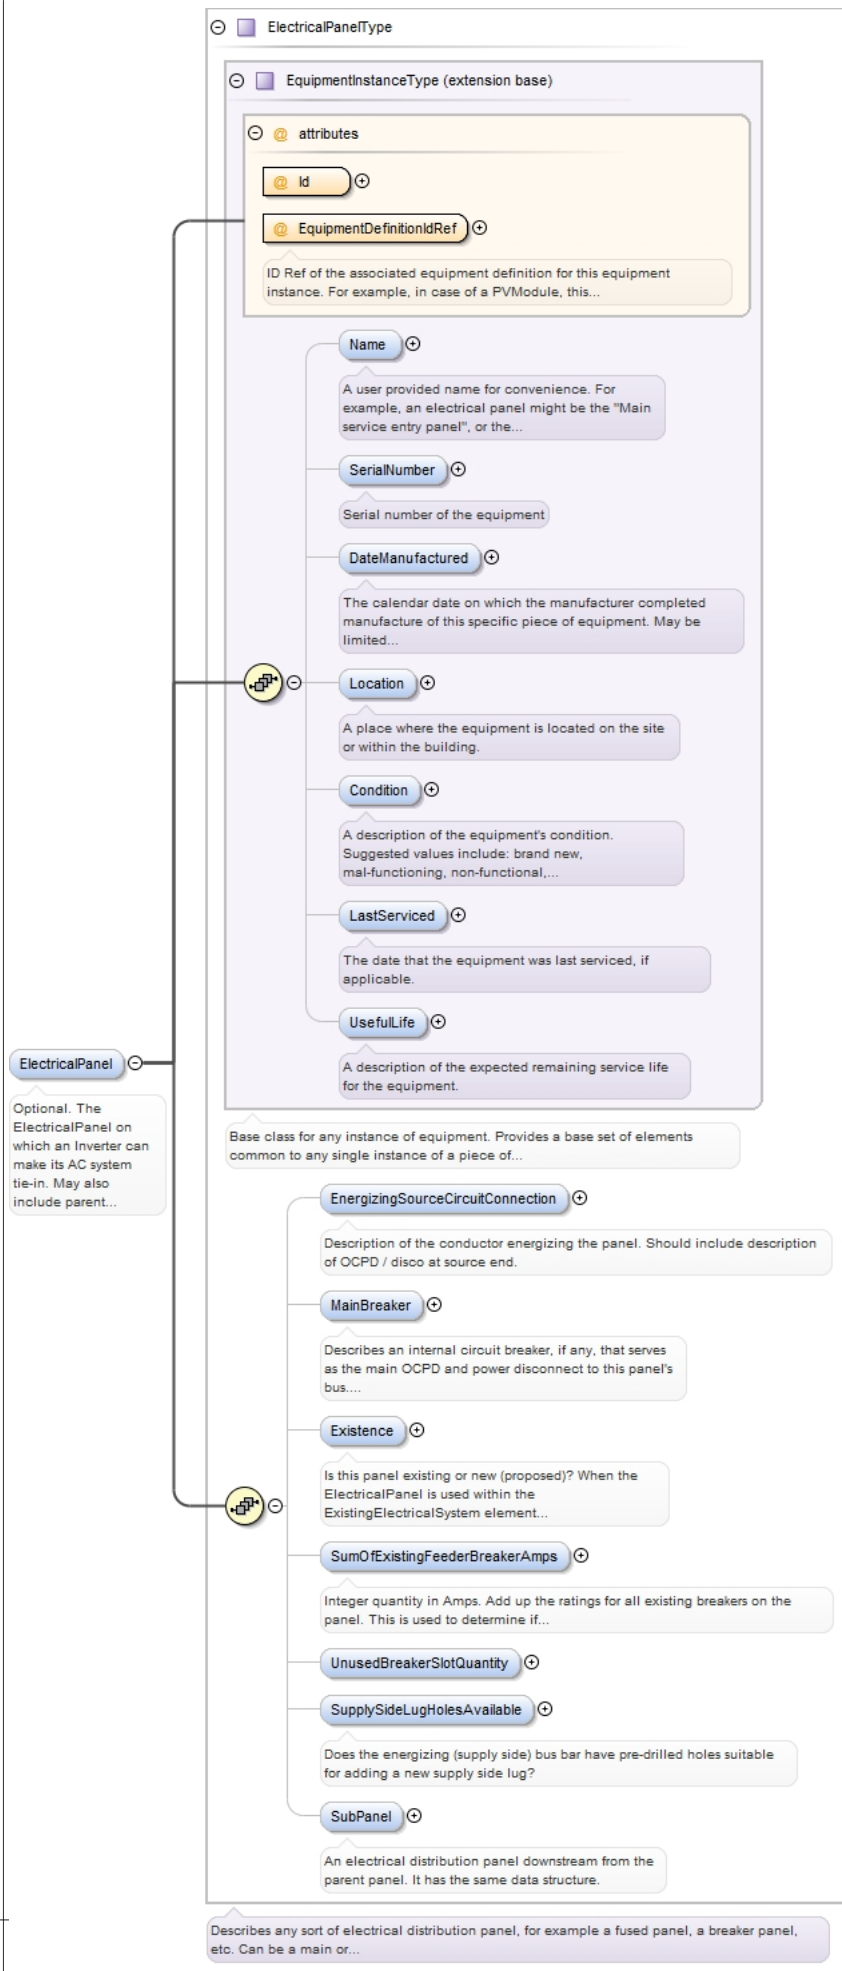 ElectricalPanelType
EquipmentInstanceType (extension base)
@ attributes
@ Id
@ EquipmentDefinitionIdRef
ID Ref of the associated equipment definition for this equipment
instance. For example, in case of a PVModule, this...
Name
A user provided name for convenience. For
example, an electrical panel might be the "Main
service entry panel", or the...
SerialNumber
Serial number of the equipment
DateManufactured
The calendar date on which the manufacturer completed
manufacture of this specific piece of equipment. May be
limited...
Location
A place where the equipment is located on the site
or within the building.
Condition
A description of the equipment's condition.
Suggested values include: brand new,
mal-functioning, non-functional,...
LastServiced
The date that the equipment was last serviced, if
applicable.
UsefulLife
A description of the expected remaining service life
for the equipment.
ElectricalPanel
Optional. The
ElectricalPanel on
which an Inverter can
make its AC system
tie-in. May also
include parent...
Base class for any instance of equipment. Provides a base set of elements
common to any single instance of a piece of...
EnergizingSourceCircuitConnection
Description of the conductor energizing the panel. Should include description
of OCPD / disco at source end.
MainBreaker
Describes an internal circuit breaker, if any, that serves
as the main OCPD and power disconnect to this panel's
bus....
Existence
Is this panel existing or new (proposed)? When the
ElectricalPanel is used within the
ExistingElectricalSystem element...
SumOfExistingFeederBreakerAmps
Integer quantity in Amps. Add up the ratings for all existing breakers on the
panel. This is used to determine if...
UnusedBreakerSlotQuantity
SupplySideLugHolesAvailable
Does the energizing (supply side) bus bar have pre-drilled holes suitable
for adding a new supply side lug?
SubPanel
An electrical distribution panel downstream from the
parent panel. It has the same data structure.
Describes any sort of electrical distribution panel, for example a fused panel, a breaker panel,
etc. Can be a main or...